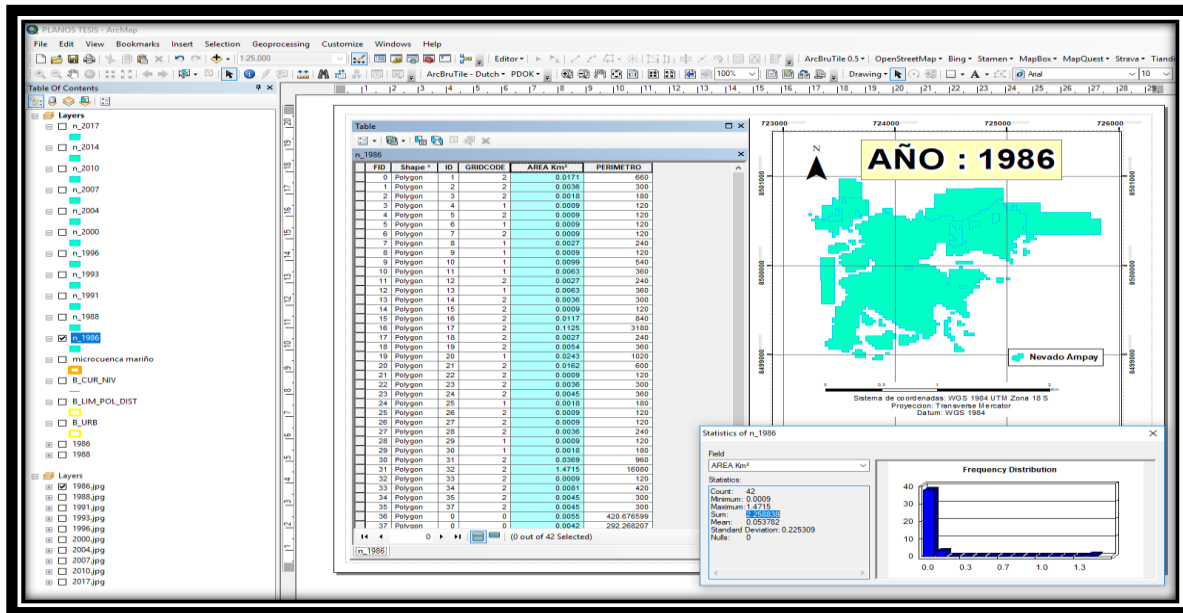 PLANOS TESIS - ArcMap
File Edit View Bookmarks Insert Selection Geoprocessing Customize Windows Help
1:25,000 Editor ArcBruTile 0.5 OpenStreetMap Bing Stamen MapBox MapQuest Strava
ArcBruTile - Dutch PDOK 100% Drawing Arial 10
Table Of Contents
Layers
n_2017
n_2014
n_2010
n_2007
n_2004
n_2000
n_1996
n_1993
n_1991
n_1988
n_1986
microcuenca mariño
B_CUR_NIV
B_LIM_POL_DIST
B_URB
1986
1988
Layers
1986.jpg
1988.jpg
1991.jpg
1993.jpg
1996.jpg
2000.jpg
2004.jpg
2007.jpg
2010.jpg
2017.jpg
Table
n_1986
FID Shape * ID GRIDCODE AREA Km² PERIMETRO
0 Polygon 1 2 0.0171 660
1 Polygon 2 2 0.0036 300
2 Polygon 3 2 0.0018 180
3 Polygon 4 1 0.0009 120
4 Polygon 5 2 0.0009 120
5 Polygon 6 1 0.0009 120
6 Polygon 7 2 0.0009 120
7 Polygon 8 1 0.0027 240
8 Polygon 9 1 0.0009 120
9 Polygon 10 1 0.0099 540
10 Polygon 11 1 0.0063 360
11 Polygon 12 2 0.0027 240
12 Polygon 13 1 0.0063 360
13 Polygon 14 2 0.0036 300
14 Polygon 15 2 0.0009 120
15 Polygon 16 2 0.0117 840
16 Polygon 17 2 0.1125 3180
17 Polygon 18 2 0.0027 240
18 Polygon 19 2 0.0054 360
19 Polygon 20 1 0.0243 1020
20 Polygon 21 2 0.0162 600
21 Polygon 22 2 0.0009 120
22 Polygon 23 2 0.0036 300
23 Polygon 24 2 0.0045 360
24 Polygon 25 1 0.0018 180
25 Polygon 26 2 0.0009 120
26 Polygon 27 2 0.0009 120
27 Polygon 28 2 0.0036 240
28 Polygon 29 1 0.0009 120
29 Polygon 30 1 0.0018 180
30 Polygon 31 2 0.0369 960
31 Polygon 32 2 1.4715 16080
32 Polygon 33 2 0.0009 120
33 Polygon 34 2 0.0081 420
34 Polygon 35 2 0.0045 300
35 Polygon 37 2 0.0045 300
36 Polygon 0 0 0.0055 420.676599
37 Polygon 0 0 0.0042 292.268207
0 (0 out of 42 Selected)
n_1986
723000 724000 725000 726000
N
AÑO : 1986
8501000 8501000
8500000 8500000
8499000 8499000
Nevado Ampay
0 0.5 1 2
Km
Sistema de coordenadas: WGS 1984 UTM Zona 18 S
Proyeccion: Transverse Mercator
Datum: WGS 1984
Statistics of n_1986
Field
AREA Km²
Statistics:
Count: 42
Minimum: 0.0009
Maximum: 1.4715
Sum: 2.258838
Mean: 0.053782
Standard Deviation: 0.225309
Nulls: 0
Frequency Distribution
40
30
20
10
0
0.0 0.3 0.7 1.0 1.3